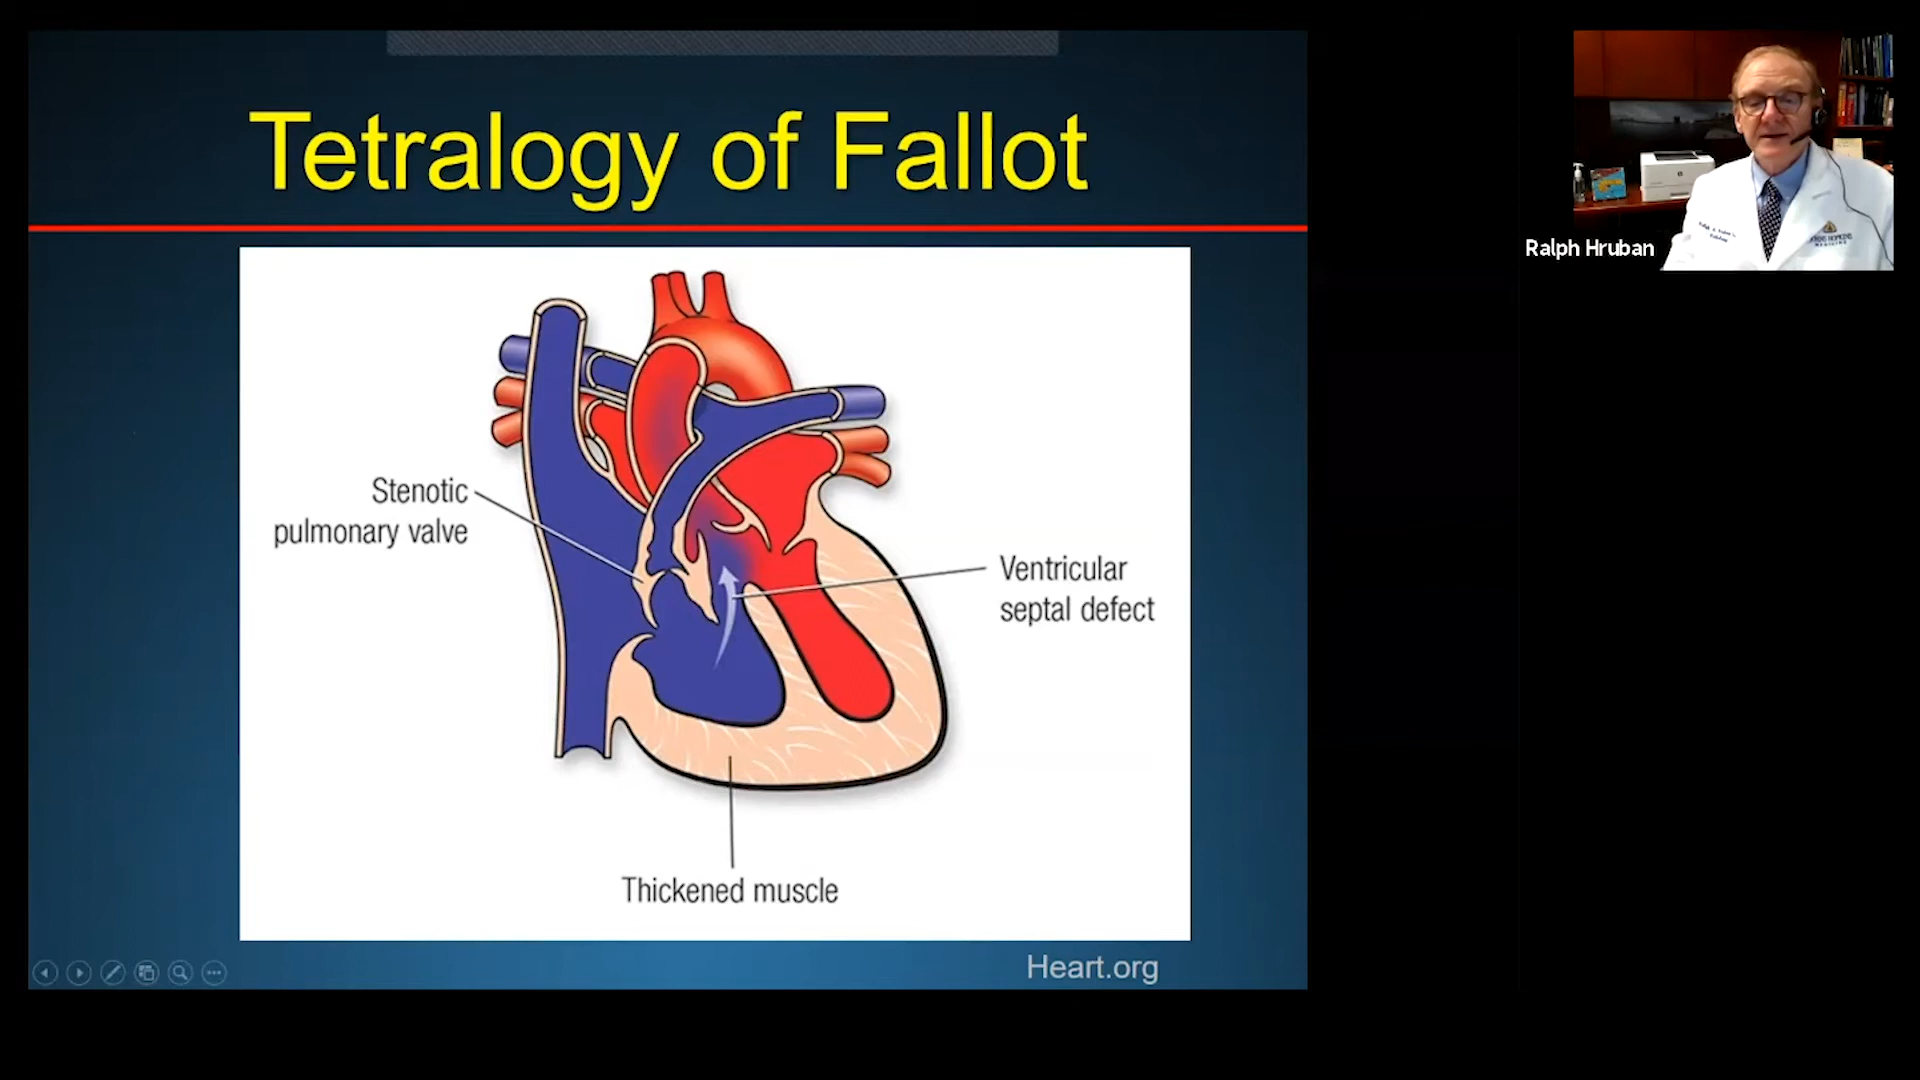 Tetralogy of Fallot
Stenotic
pulmonary valve
Ventricular
septal defect
Thickened muscle
Heart.org
Ralph Hruban